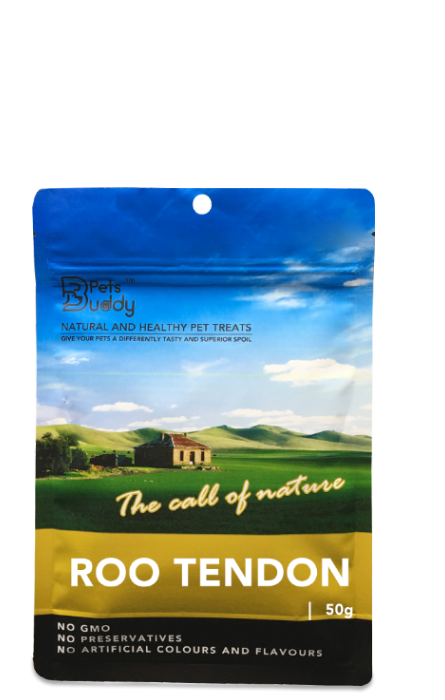 Pets™
Buddy
NATURAL AND HEALTHY PET TREATS
GIVE YOUR PETS A DIFFERENTLY TASTY AND SUPERIOR SPOIL
The call of nature
ROO TENDON
| 50g
NO GMO
NO PRESERVATIVES
NO ARTIFICIAL COLOURS AND FLAVOURS